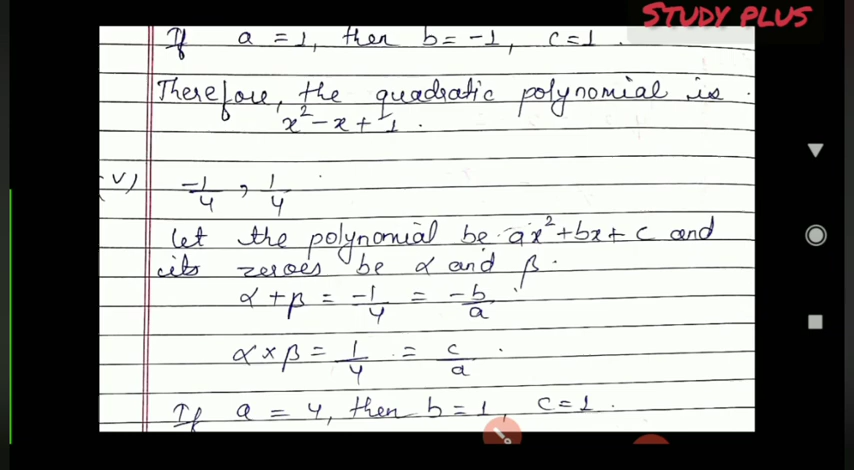 STUDY PLUS
If a = 1, then b = -1, c = 1.
Therefore, the quadratic polynomial is
x² - x + 1.
(v) -1/4, 1/4
Let the polynomial be ax² + bx + c and
its zeroes be α and β.
α + β = -1/4 = -b/a
α × β = 1/4 = c/a.
If a = 4, then b = 1, c = 1.